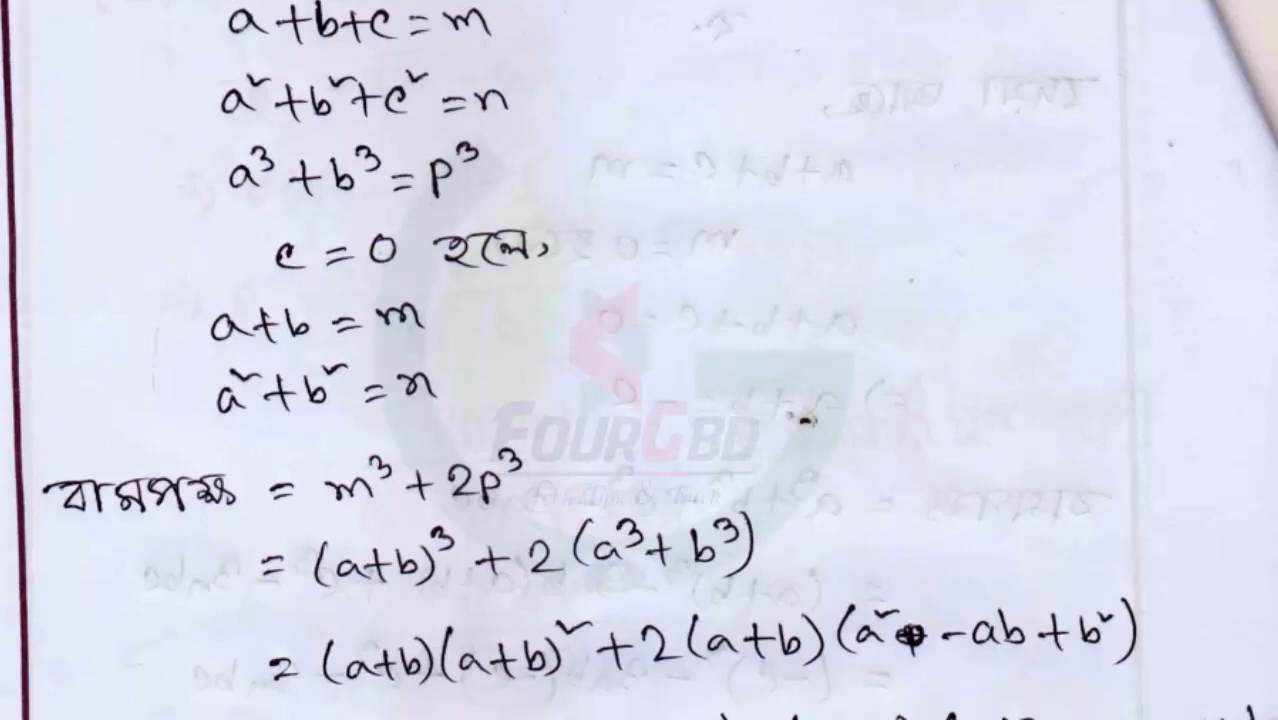 a+b+c=m
a²+b²+c²=n
a³+b³=p³
c=0 হলে,
a+b=m
a²+b²=n
FOURGBD
বামপক্ষ = m³+2p³
=(a+b)³+2(a³+b³)
=(a+b)(a+b)²+2(a+b)(a²-ab+b²)